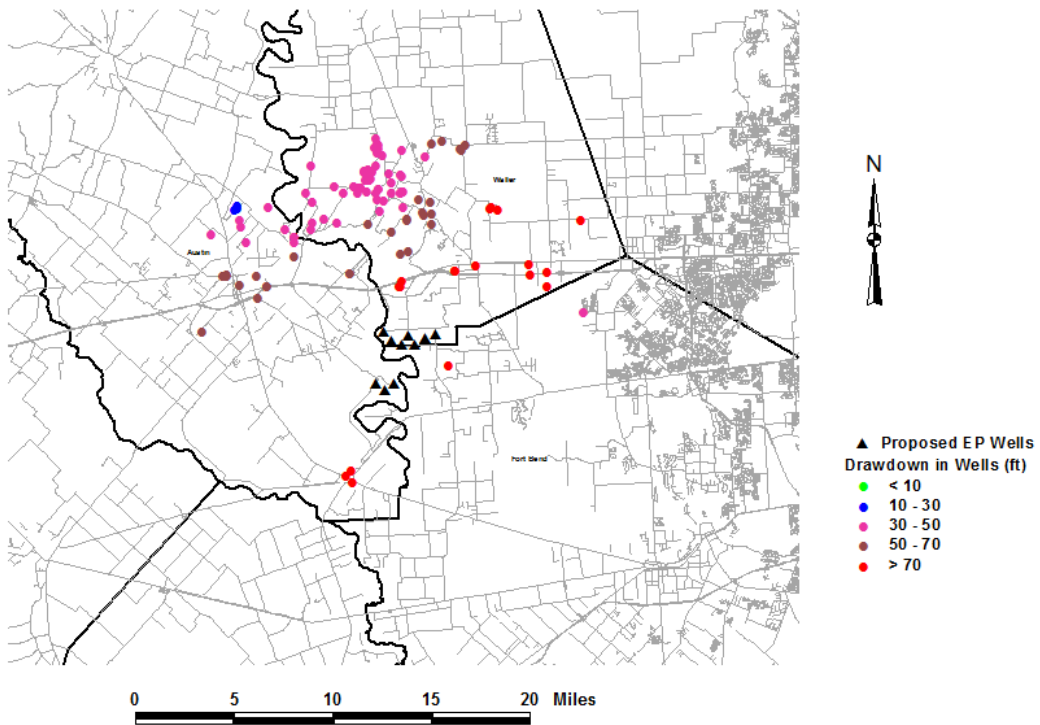 N
Waller
Austin
Fort Bend
▲ Proposed EP Wells
Drawdown in Wells (ft)
< 10
10 - 30
30 - 50
50 - 70
> 70
0 5 10 15 20 Miles